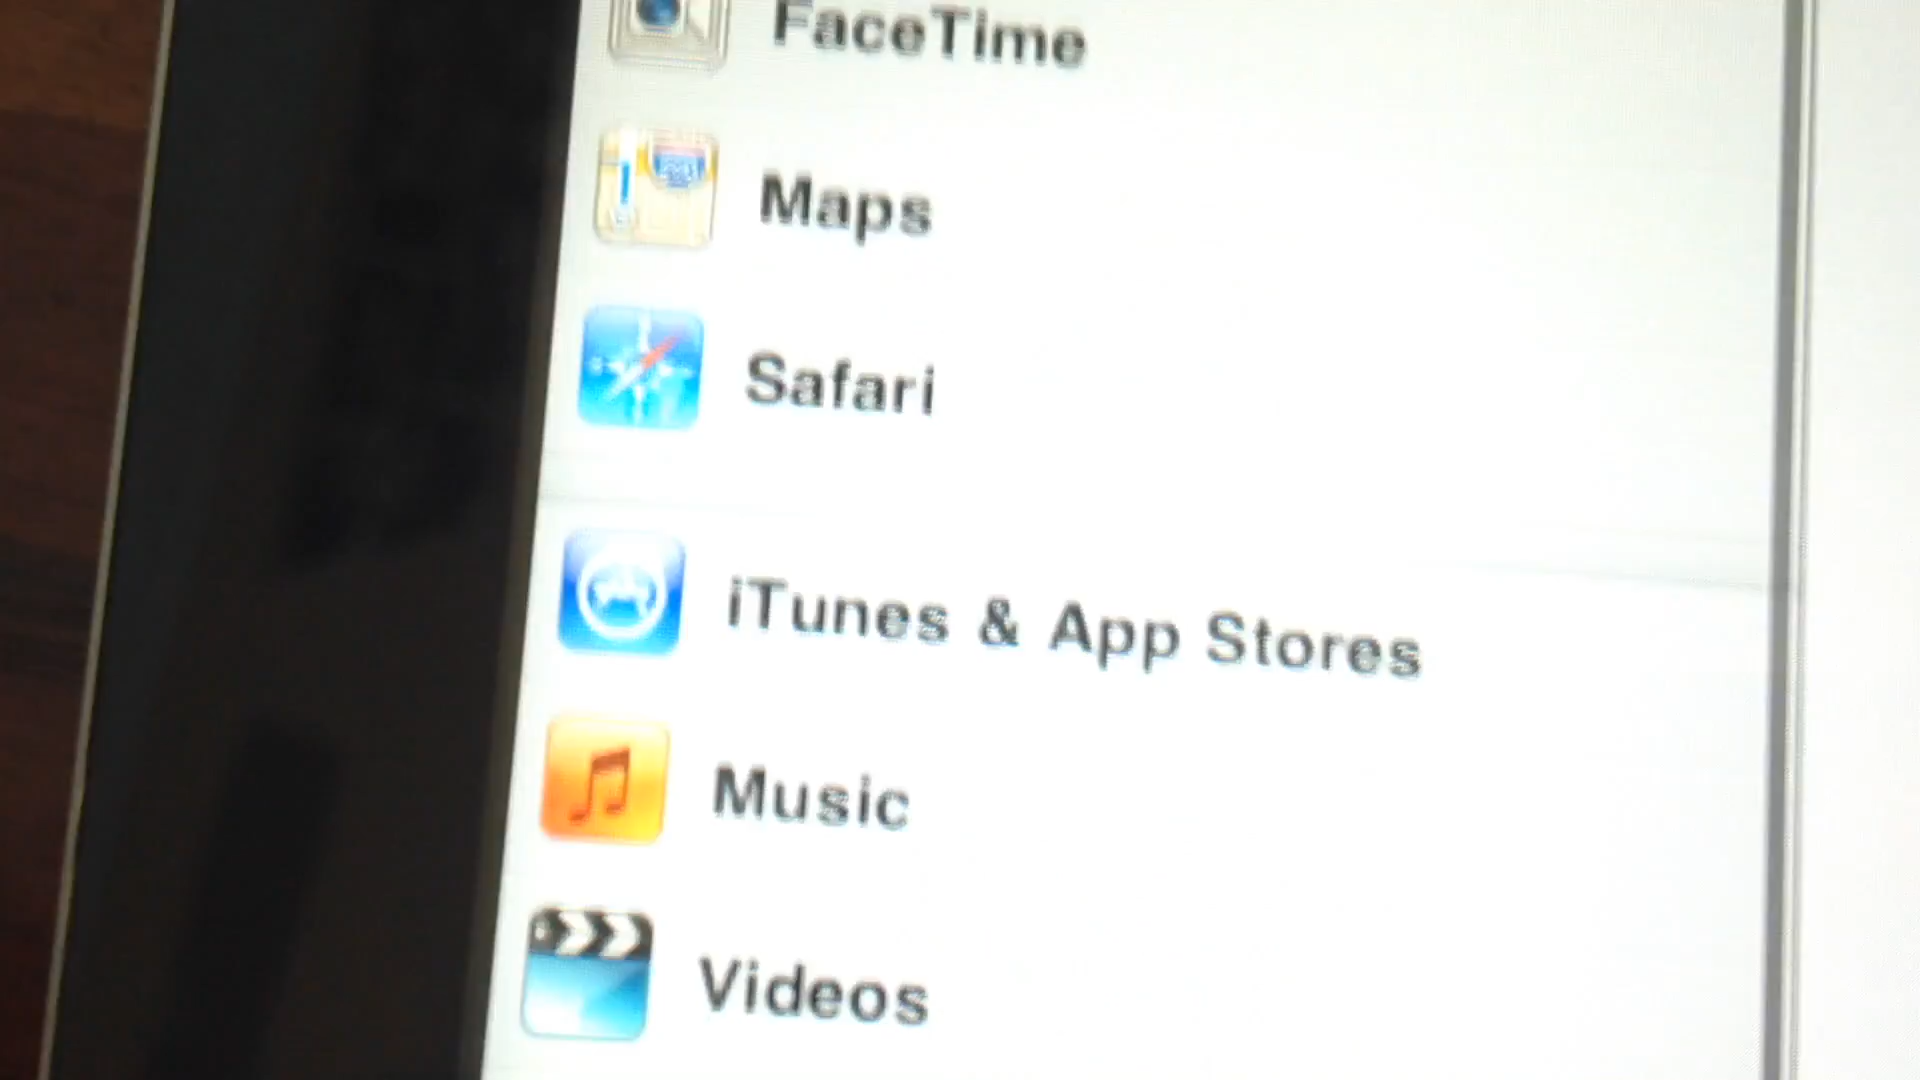 FaceTime
Maps
Safari
iTunes & App Stores
Music
Videos